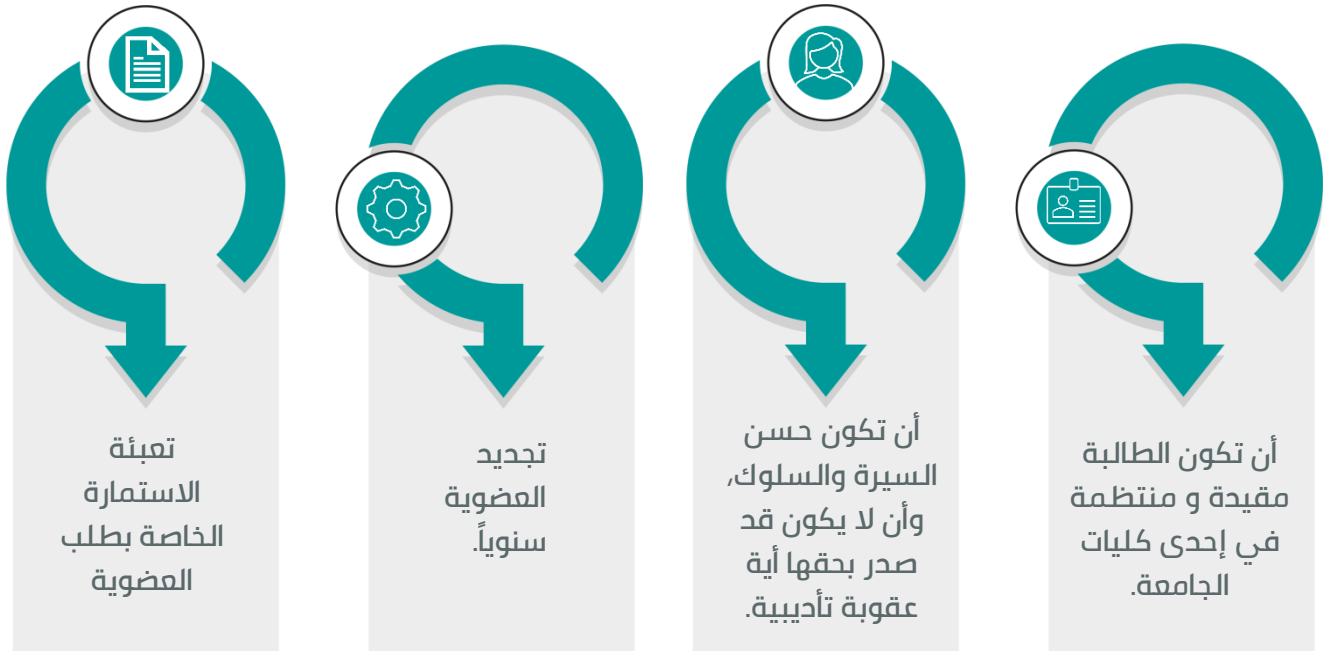 أن تكون الطالبة
مقيدة و منتظمة
في إحدى كليات
الجامعة.
أن تكون حسن
السيرة والسلوك،
وأن لا يكون قد
صدر بحقها أية
عقوبة تأديبية.
تجديد
العضوية
سنوياً.
تعبئة
الاستمارة
الخاصة بطلب
العضوية